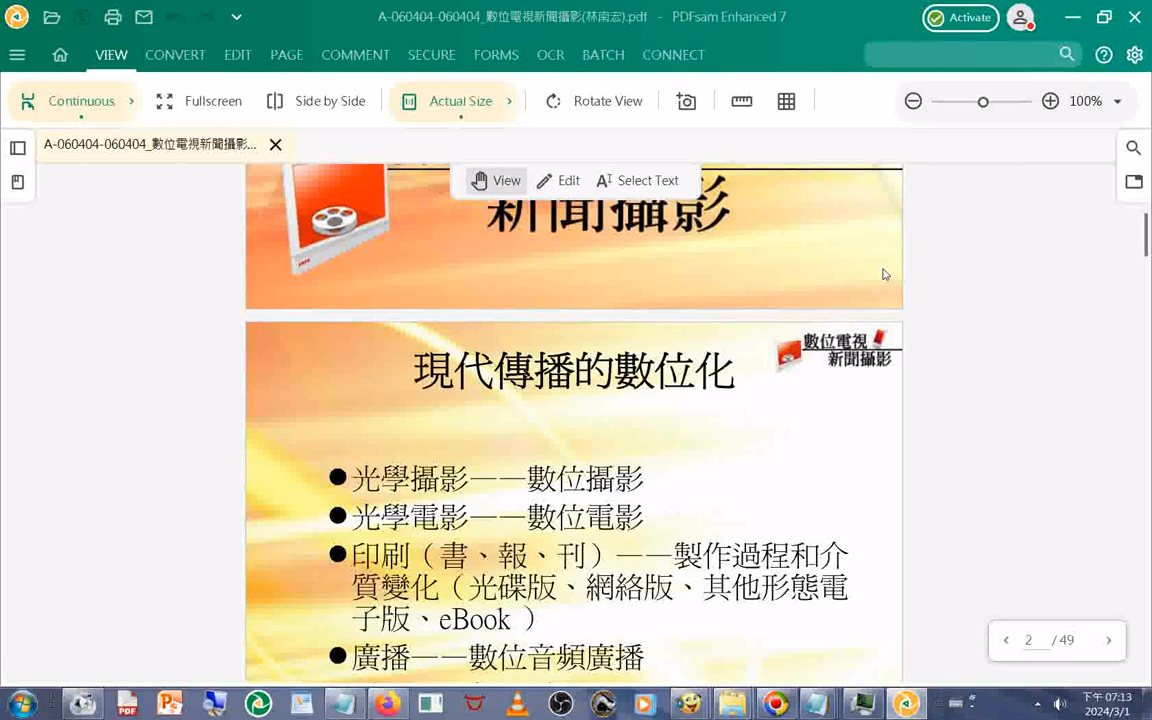 A-060404-060404_數位電視新聞攝影(林南宏).pdf - PDFsam Enhanced 7
Activate
VIEW CONVERT EDIT PAGE COMMENT SECURE FORMS OCR BATCH CONNECT
Continuous Fullscreen Side by Side Actual Size Rotate View 100%
A-060404-060404_數位電視新聞攝影...
View Edit Select Text
新聞攝影
數位電視
新聞攝影
現代傳播的數位化
●光學攝影——數位攝影
●光學電影——數位電影
●印刷（書、報、刊）——製作過程和介
質變化（光碟版、網絡版、其他形態電
子版、eBook ）
●廣播——數位音頻廣播
2 / 49
下午 07:13
2024/3/1